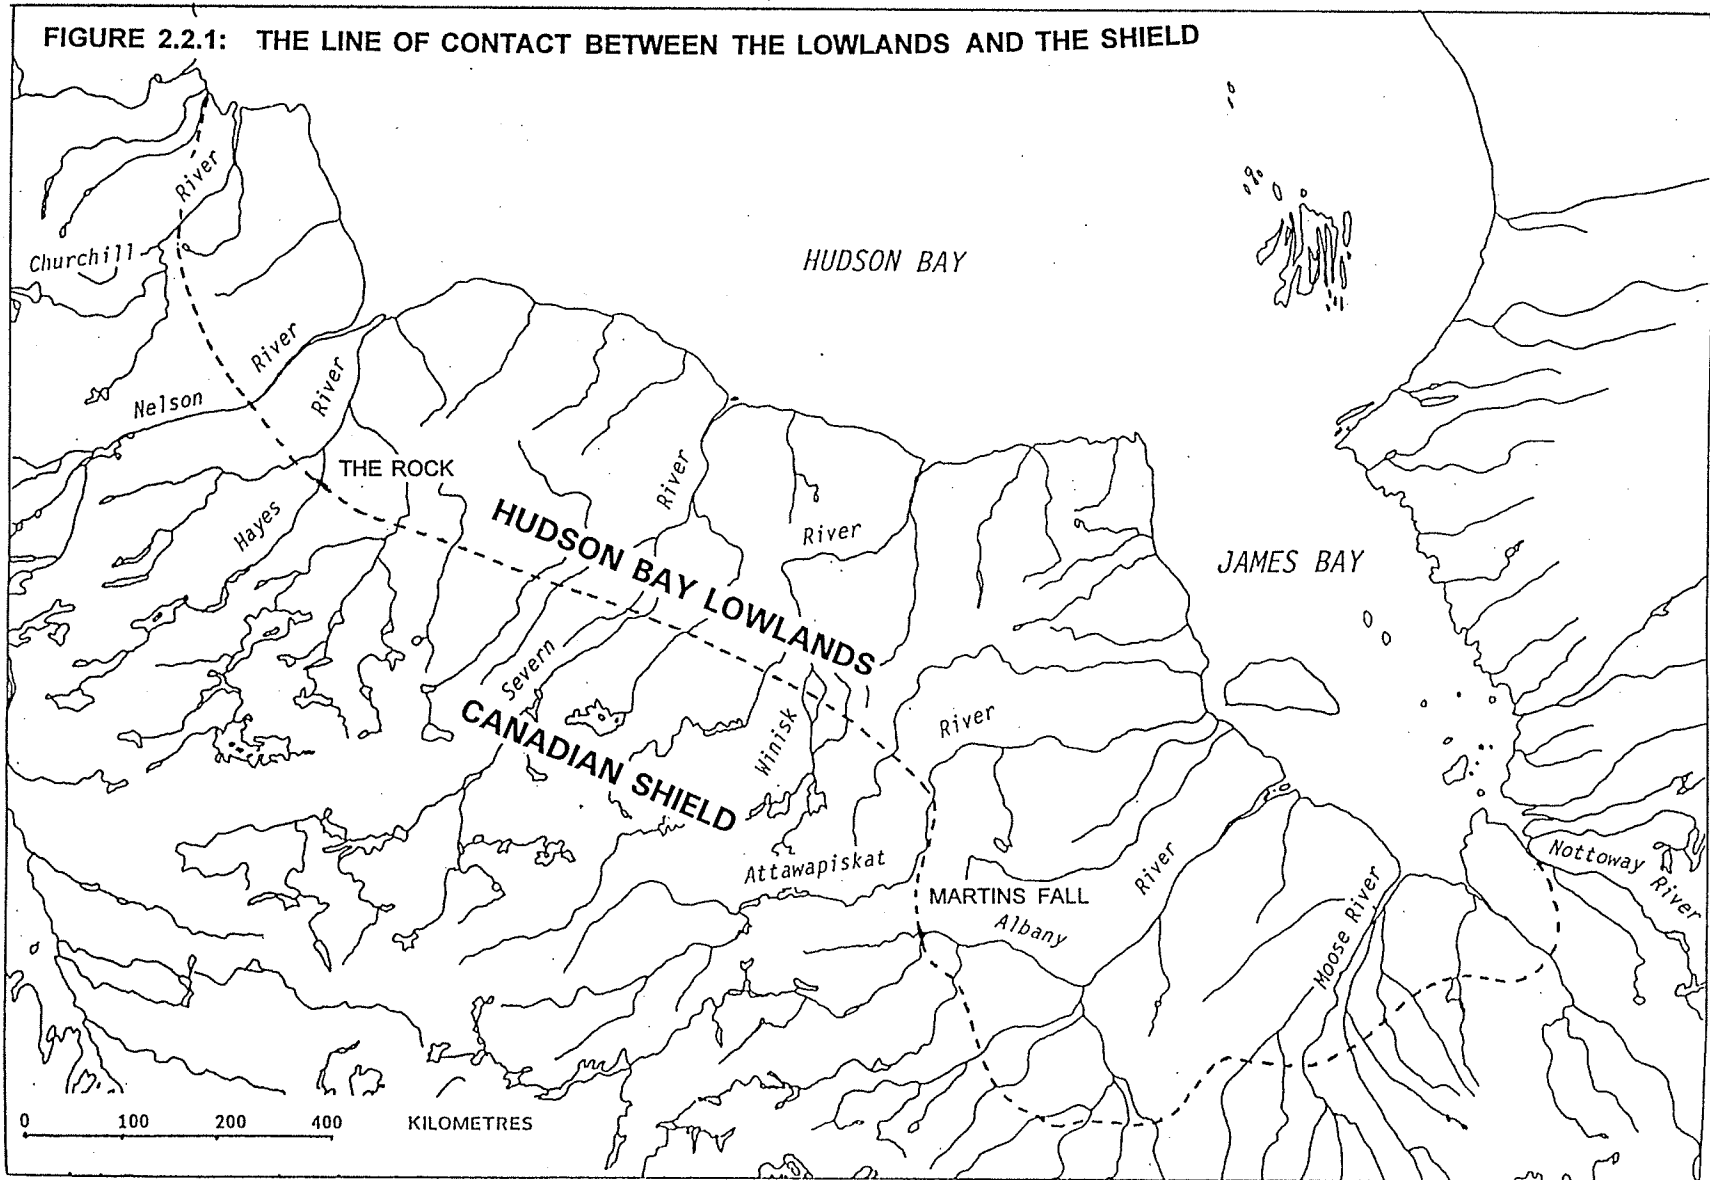 FIGURE 2.2.1: THE LINE OF CONTACT BETWEEN THE LOWLANDS AND THE SHIELD
River
Churchill
HUDSON BAY
River
River
Nelson
THE ROCK
River
Hayes
River
HUDSON BAY LOWLANDS
JAMES BAY
Severn
CANADIAN SHIELD
Winisk
River
Attawapiskat
River
MARTINS FALL
Albany
Moose River
Nottoway River
0 100 200 400 KILOMETRES